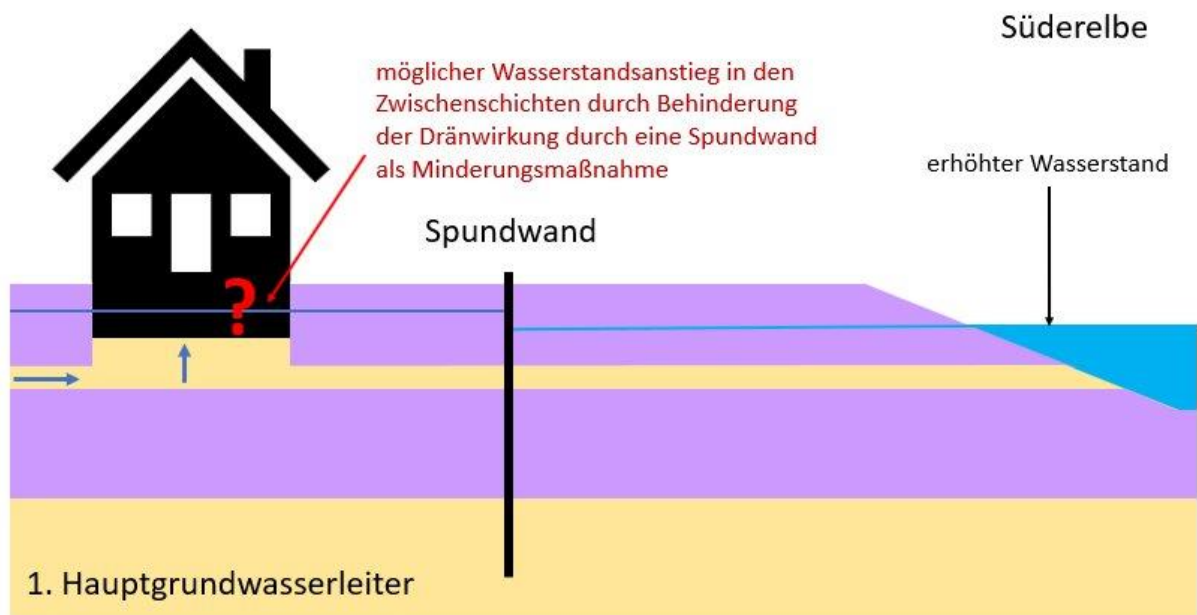 Süderelbe
möglicher Wasserstandsanstieg in den
Zwischenschichten durch Behinderung
der Dränwirkung durch eine Spundwand
als Minderungsmaßnahme
erhöhter Wasserstand
Spundwand
?
1. Hauptgrundwasserleiter